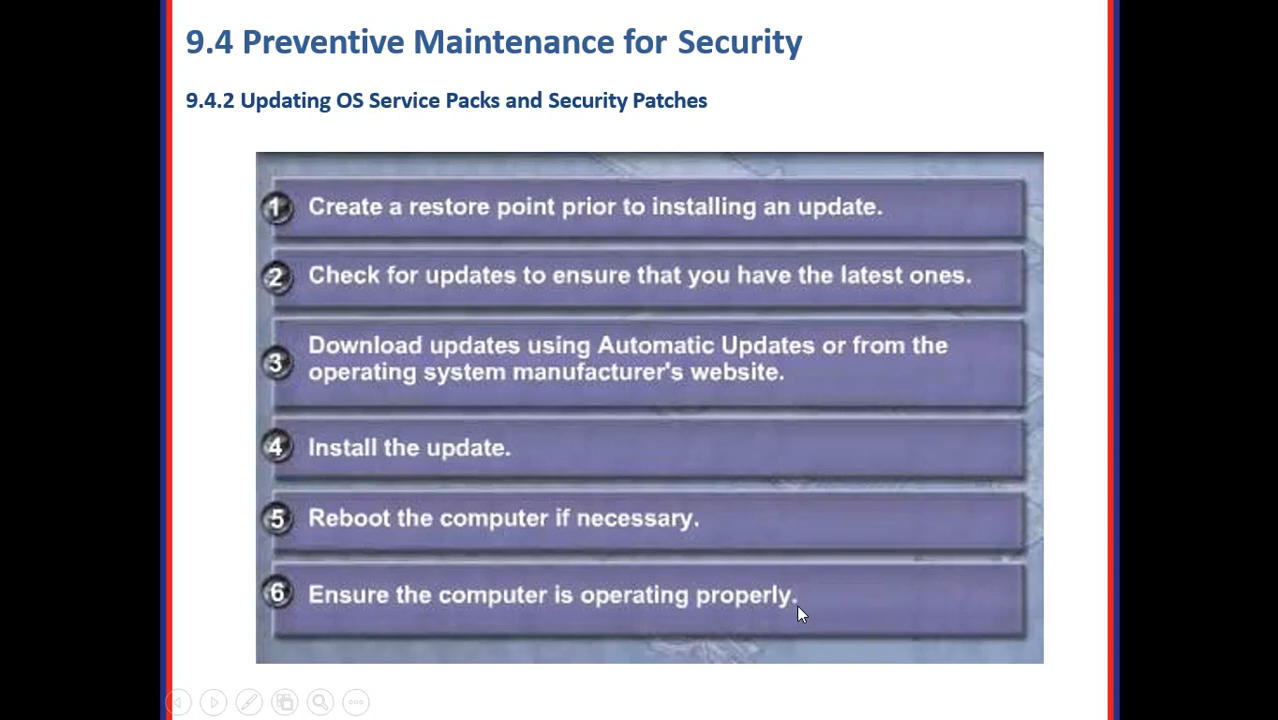 9.4 Preventive Maintenance for Security
9.4.2 Updating OS Service Packs and Security Patches
1 Create a restore point prior to installing an update.
2 Check for updates to ensure that you have the latest ones.
3 Download updates using Automatic Updates or from the
operating system manufacturer's website.
4 Install the update.
5 Reboot the computer if necessary.
6 Ensure the computer is operating properly.